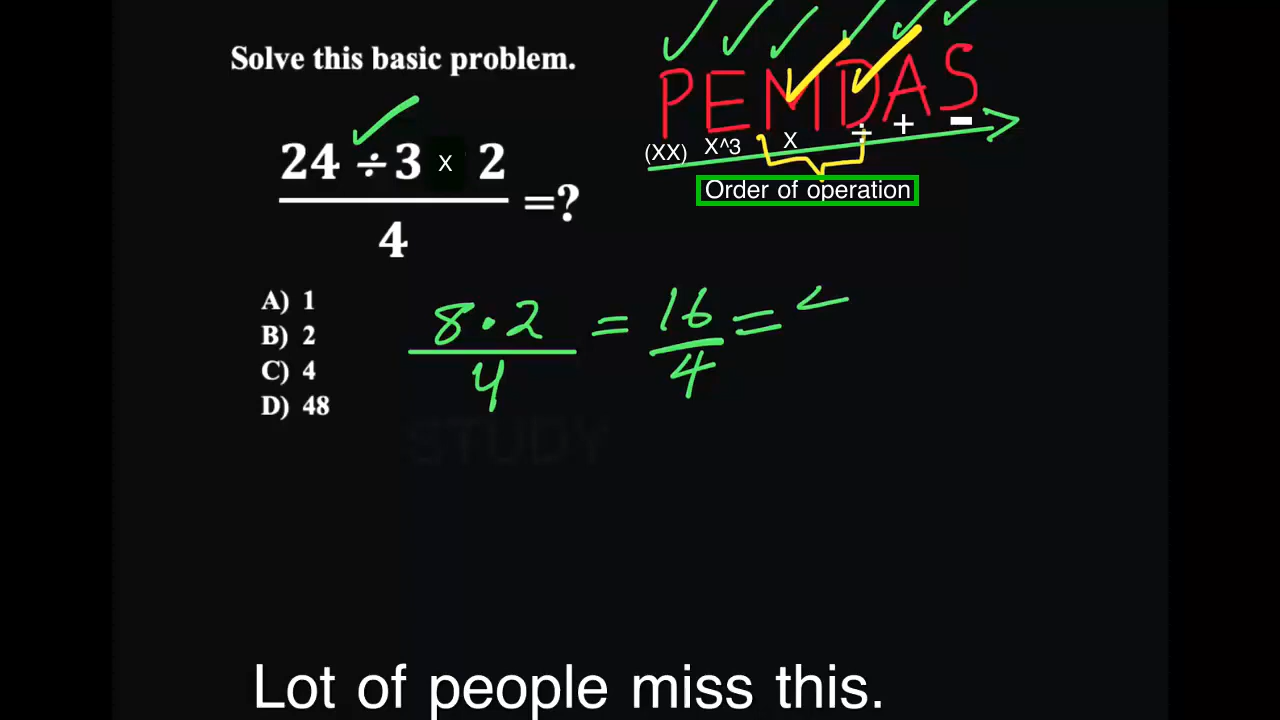 Solve this basic problem.
PEMDAS
(XX) X^3 x ÷ + -
Order of operation
24 ÷ 3 x 2
4
=?
A) 1
B) 2
C) 4
D) 48
8 · 2
4
= 16
4
=
STUDY
Lot of people miss this.